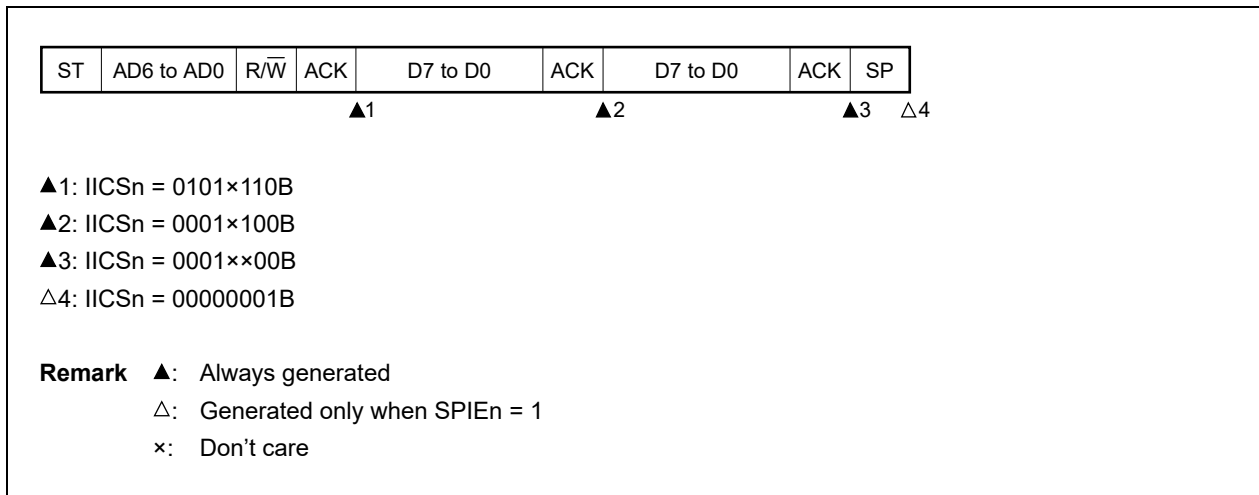 ST AD6 to AD0 R/W̅ ACK D7 to D0 ACK D7 to D0 ACK SP
▲1 ▲2 ▲3 △4
▲1: IICSn = 0101×110B
▲2: IICSn = 0001×100B
▲3: IICSn = 0001××00B
△4: IICSn = 00000001B
Remark ▲: Always generated
△: Generated only when SPIEn = 1
×: Don't care